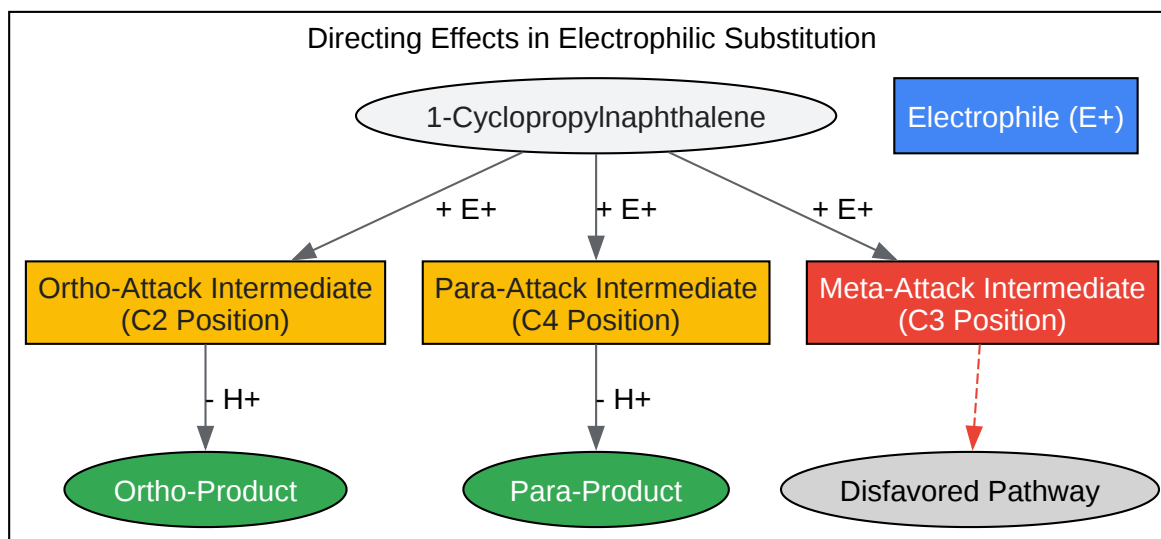 Directing Effects in Electrophilic Substitution
1-Cyclopropylnaphthalene
Electrophile (E+)
+ E+
+ E+
+ E+
Ortho-Attack Intermediate
(C2 Position)
Para-Attack Intermediate
(C4 Position)
Meta-Attack Intermediate
(C3 Position)
- H+
- H+
Ortho-Product
Para-Product
Disfavored Pathway